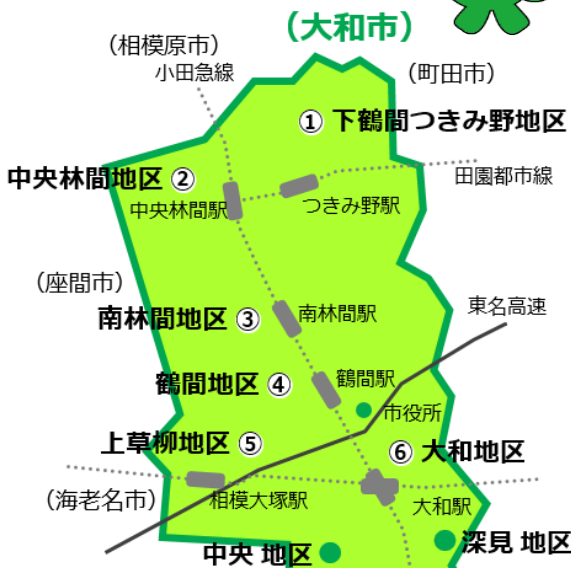 （大和市）
（相模原市）
小田急線
（町田市）
① 下鶴間つきみ野地区
中央林間地区 ②
田園都市線
中央林間駅
つきみ野駅
（座間市）
東名高速
南林間地区 ③
南林間駅
鶴間地区 ④
鶴間駅
市役所
上草柳地区 ⑤
⑥ 大和地区
（海老名市）
相模大塚駅
大和駅
中央 地区
深見 地区